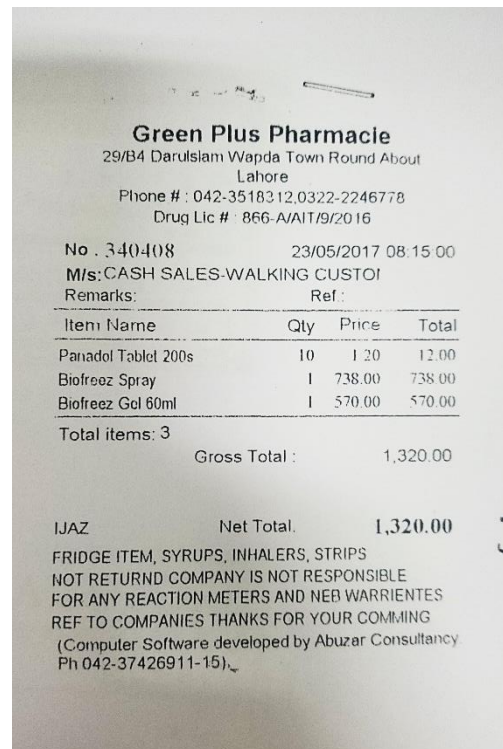 Green Plus Pharmacie
29/B4 Darulslam Wapda Town Round About
Lahore
Phone # : 042-3518312,0322-2246778
Drug Lic # : 866-A/AIT/9/2016
No . 340408 23/05/2017 08:15:00
M/s: CASH SALES-WALKING CUSTOI
Remarks: Ref.:
Item Name Qty Price Total
Panadol Tablet 200s 10 1.20 12.00
Biofreez Spray 1 738.00 738.00
Biofreez Gel 60ml 1 570.00 570.00
Total items: 3
Gross Total : 1,320.00
IJAZ Net Total. 1,320.00
FRIDGE ITEM, SYRUPS, INHALERS, STRIPS
NOT RETURND COMPANY IS NOT RESPONSIBLE
FOR ANY REACTION METERS AND NEB WARRIENTES
REF TO COMPANIES THANKS FOR YOUR COMMING
(Computer Software developed by Abuzar Consultancy
Ph 042-37426911-15).